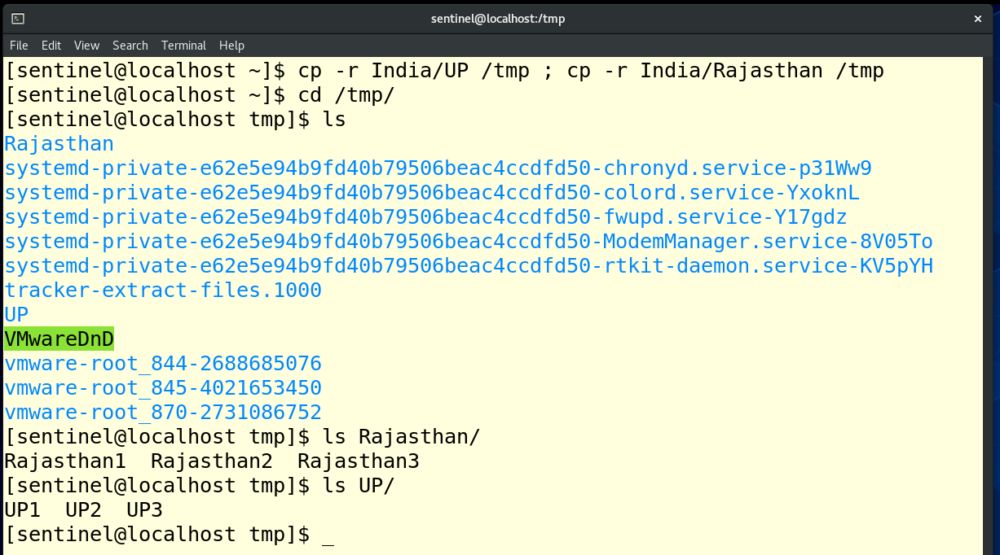 sentinel@localhost:/tmp
File Edit View Search Terminal Help
[sentinel@localhost ~]$ cp -r India/UP /tmp ; cp -r India/Rajasthan /tmp
[sentinel@localhost ~]$ cd /tmp/
[sentinel@localhost tmp]$ ls
Rajasthan
systemd-private-e62e5e94b9fd40b79506beac4ccdfd50-chronyd.service-p31Ww9
systemd-private-e62e5e94b9fd40b79506beac4ccdfd50-colord.service-YxoknL
systemd-private-e62e5e94b9fd40b79506beac4ccdfd50-fwupd.service-Y17gdz
systemd-private-e62e5e94b9fd40b79506beac4ccdfd50-ModemManager.service-8V05To
systemd-private-e62e5e94b9fd40b79506beac4ccdfd50-rtkit-daemon.service-KV5pYH
tracker-extract-files.1000
UP
VMwareDnD
vmware-root_844-2688685076
vmware-root_845-4021653450
vmware-root_870-2731086752
[sentinel@localhost tmp]$ ls Rajasthan/
Rajasthan1  Rajasthan2  Rajasthan3
[sentinel@localhost tmp]$ ls UP/
UP1  UP2  UP3
[sentinel@localhost tmp]$ _